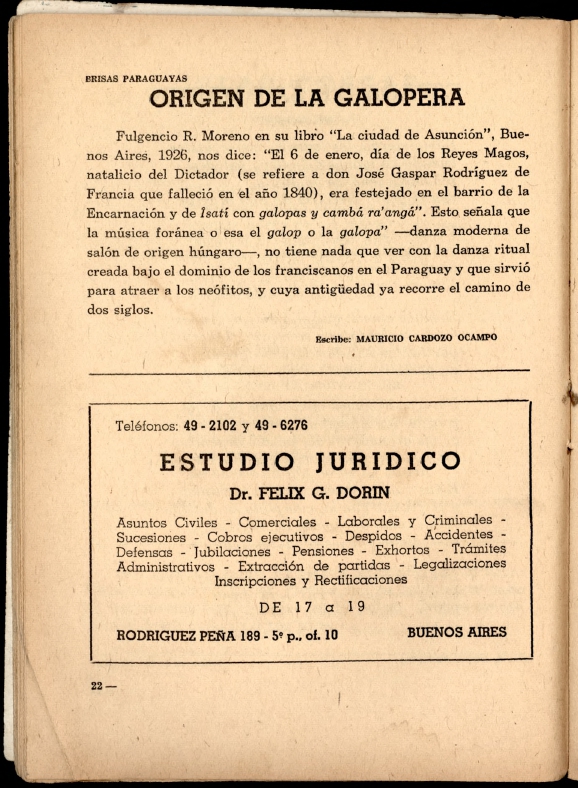 BRISAS PARAGUAYAS
ORIGEN DE LA GALOPERA
Fulgencio R. Moreno en su libro "La ciudad de Asunción", Bue-
nos Aires, 1926, nos dice: "El 6 de enero, día de los Reyes Magos,
natalicio del Dictador (se refiere a don José Gaspar Rodríguez de
Francia que falleció en el año 1840), era festejado en el barrio de la
Encarnación y de Isatí con galopas y cambá ra'angá". Esto señala que
la música foránea o esa el galop o la galopa" —danza moderna de
salón de origen húngaro—, no tiene nada que ver con la danza ritual
creada bajo el dominio de los franciscanos en el Paraguay y que sirvió
para atraer a los neófitos, y cuya antigüedad ya recorre el camino de
dos siglos.
Escribe: MAURICIO CARDOZO OCAMPO
Teléfonos: 49 - 2102 y 49 - 6276
ESTUDIO JURIDICO
Dr. FELIX G. DORIN
Asuntos Civiles - Comerciales - Laborales y Criminales -
Sucesiones - Cobros ejecutivos - Despidos - Accidentes -
Defensas - Jubilaciones - Pensiones - Exhortos - Trámites
Administrativos - Extracción de partidas - Legalizaciones
Inscripciones y Rectificaciones
DE 17 a 19
RODRIGUEZ PEÑA 189 - 5º p., of. 10 BUENOS AIRES
22 —